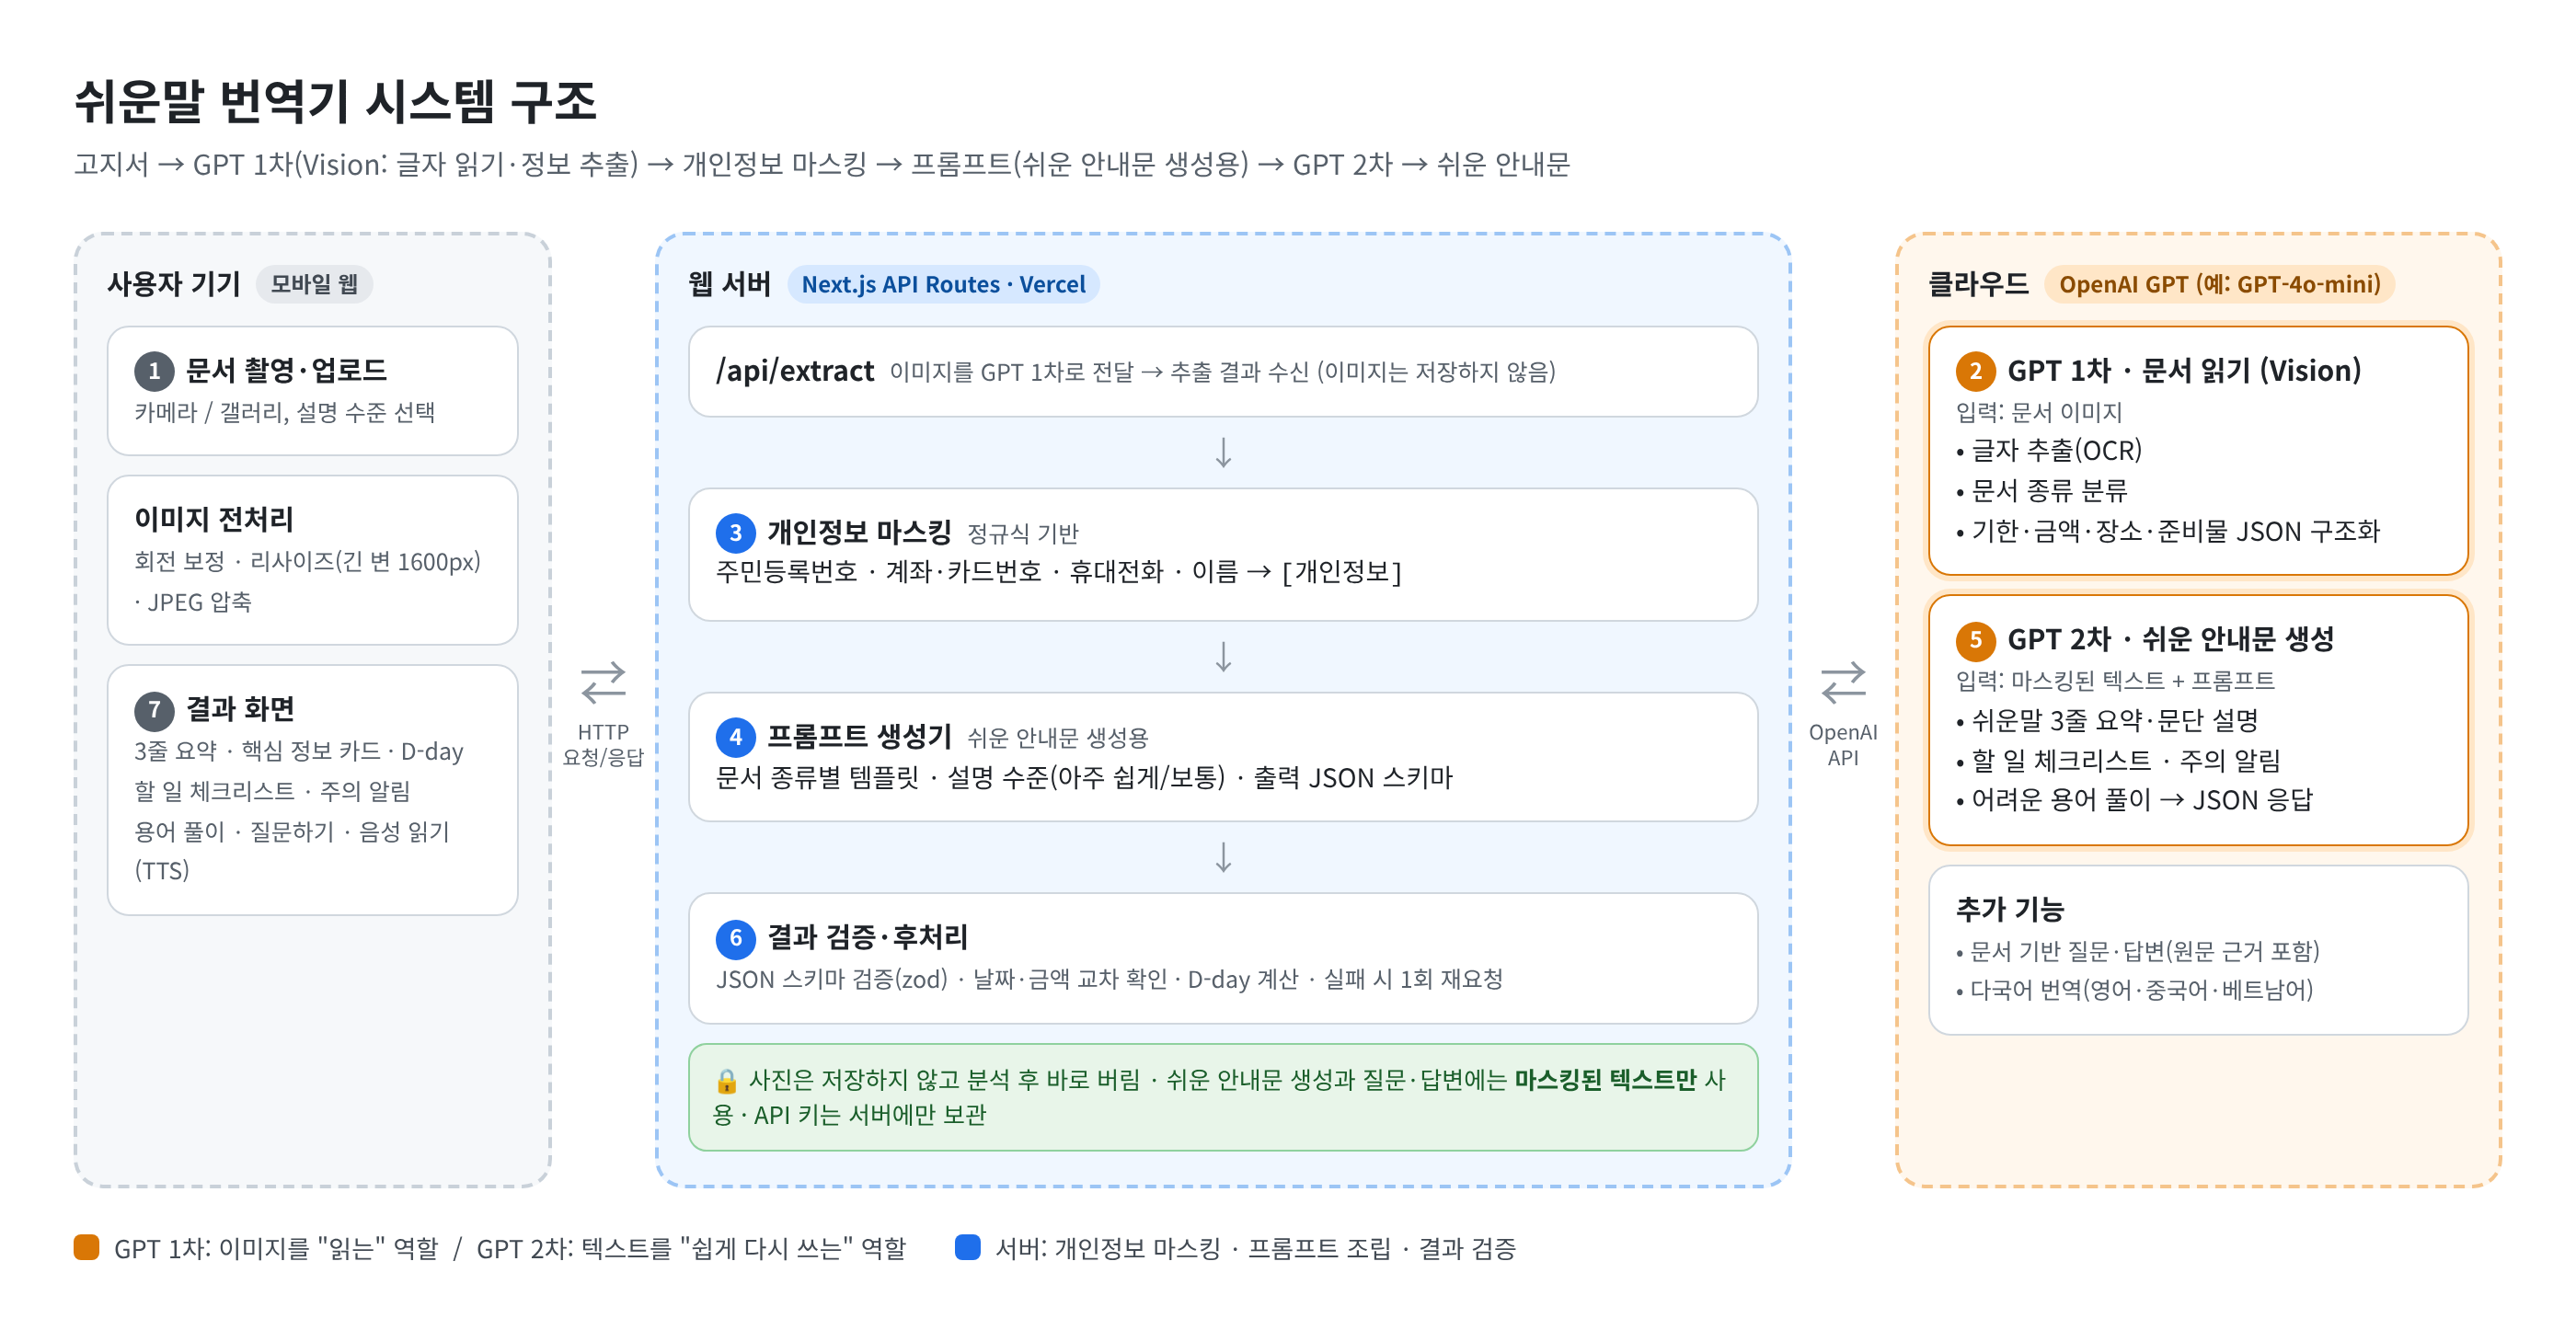 쉬운말 번역기 시스템 구조
고지서 → GPT 1차(Vision: 글자 읽기·정보 추출) → 개인정보 마스킹 → 프롬프트(쉬운 안내문 생성용) → GPT 2차 → 쉬운 안내문
사용자 기기 모바일 웹
1 문서 촬영·업로드
카메라 / 갤러리, 설명 수준 선택
이미지 전처리
회전 보정 · 리사이즈(긴 변 1600px)
· JPEG 압축
7 결과 화면
3줄 요약 · 핵심 정보 카드 · D-day
할 일 체크리스트 · 주의 알림
용어 풀이 · 질문하기 · 음성 읽기
(TTS)
HTTP
요청/응답
웹 서버 Next.js API Routes · Vercel
/api/extract 이미지를 GPT 1차로 전달 → 추출 결과 수신 (이미지는 저장하지 않음)
↓
3 개인정보 마스킹 정규식 기반
주민등록번호 · 계좌·카드번호 · 휴대전화 · 이름 → [개인정보]
↓
4 프롬프트 생성기 쉬운 안내문 생성용
문서 종류별 템플릿 · 설명 수준(아주 쉽게/보통) · 출력 JSON 스키마
↓
6 결과 검증·후처리
JSON 스키마 검증(zod) · 날짜·금액 교차 확인 · D-day 계산 · 실패 시 1회 재요청
🔒 사진은 저장하지 않고 분석 후 바로 버림 · 쉬운 안내문 생성과 질문·답변에는 마스킹된 텍스트만 사
용 · API 키는 서버에만 보관
OpenAI
API
클라우드 OpenAI GPT (예: GPT-4o-mini)
2 GPT 1차 · 문서 읽기 (Vision)
입력: 문서 이미지
• 글자 추출(OCR)
• 문서 종류 분류
• 기한·금액·장소·준비물 JSON 구조화
5 GPT 2차 · 쉬운 안내문 생성
입력: 마스킹된 텍스트 + 프롬프트
• 쉬운말 3줄 요약·문단 설명
• 할 일 체크리스트 · 주의 알림
• 어려운 용어 풀이 → JSON 응답
추가 기능
• 문서 기반 질문·답변(원문 근거 포함)
• 다국어 번역(영어·중국어·베트남어)
GPT 1차: 이미지를 "읽는" 역할 / GPT 2차: 텍스트를 "쉽게 다시 쓰는" 역할
서버: 개인정보 마스킹 · 프롬프트 조립 · 결과 검증